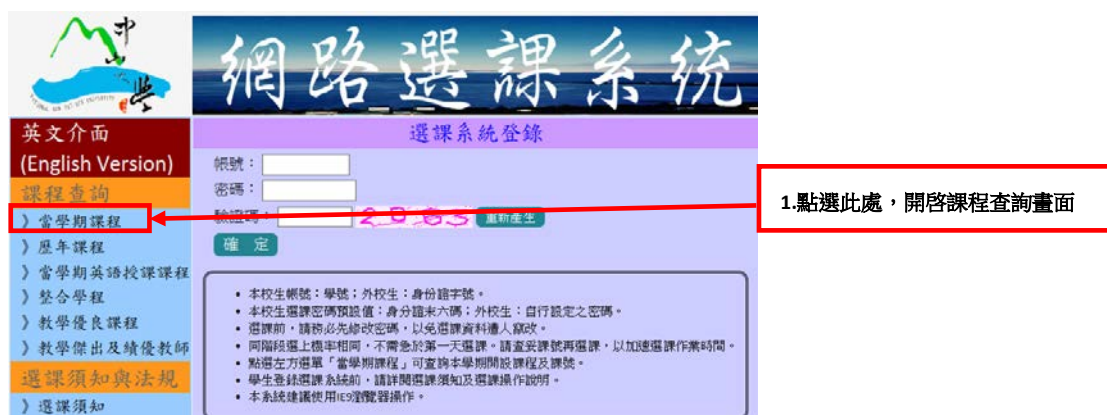 中山大學
網路選課系統
英文介面
(English Version)
課程查詢
》當學期課程
》歷年課程
》當學期英語授課課程
》整合學程
》教學優良課程
》教學傑出及績優教師
選課須知與法規
》選課須知
選課系統登錄
帳號：
密碼：
驗證碼：
重新產生
確 定
• 本校生帳號：學號；外校生：身份證字號。
• 本校生選課密碼預設值：身分證末六碼；外校生：自行設定之密碼。
• 選課前，請務必先修改密碼，以免選課資料遭人竄改。
• 同階段選上機率相同，不需急於第一天選課。請查妥課號再選課，以加速選課作業時間。
• 點選左方選單「當學期課程」可查詢本學期開設課程及課號。
• 學生登錄選課系統前，請詳閱選課須知及選課操作說明。
• 本系統建議使用IE9瀏覽器操作。
1.點選此處，開啓課程查詢畫面